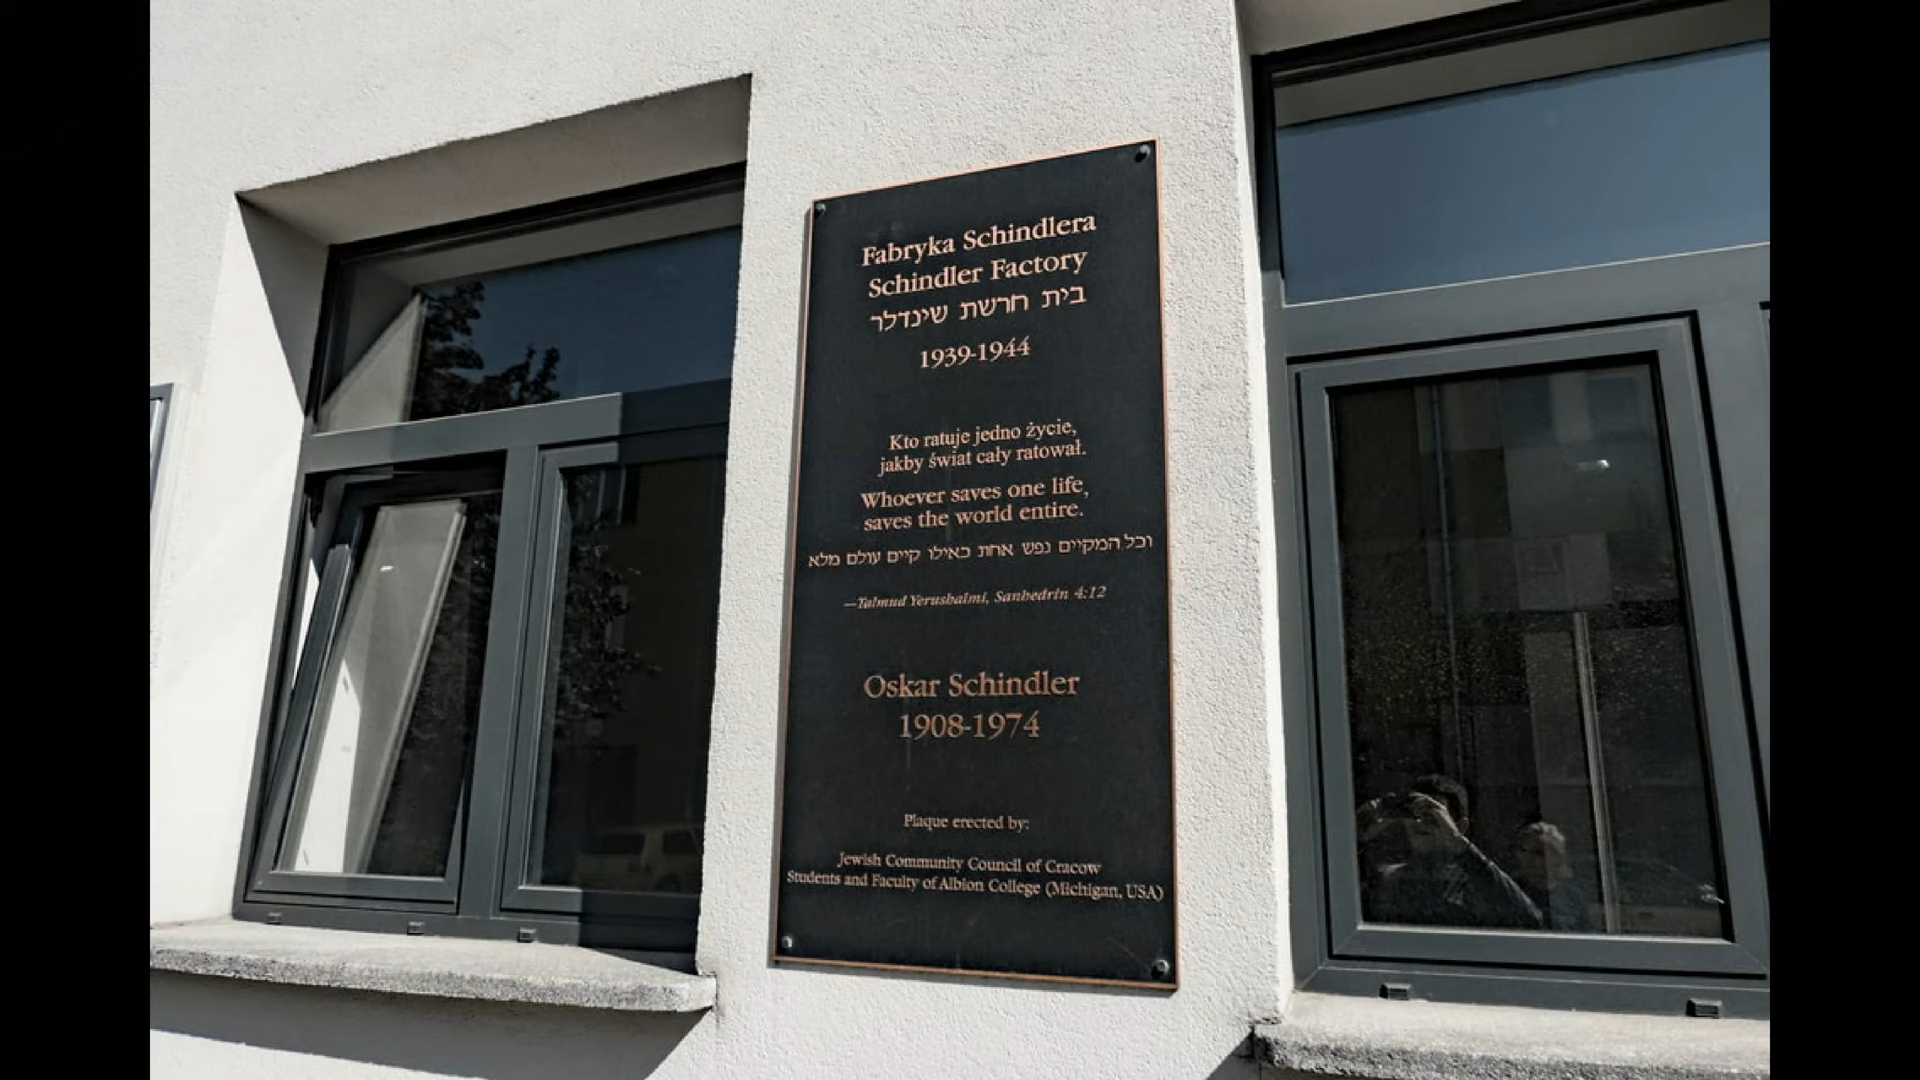 Fabryka Schindlera
Schindler Factory
בית חרשת שינדלר
1939-1944
Kto ratuje jedno życie,
jakby świat cały ratował.
Whoever saves one life,
saves the world entire.
וכל המקיים נפש אחת כאילו קיים עולם מלא
—Talmud Yerushalmi, Sanhedrin 4:12
Oskar Schindler
1908-1974
Plaque erected by:
Jewish Community Council of Cracow
Students and Faculty of Albion College (Michigan, USA)